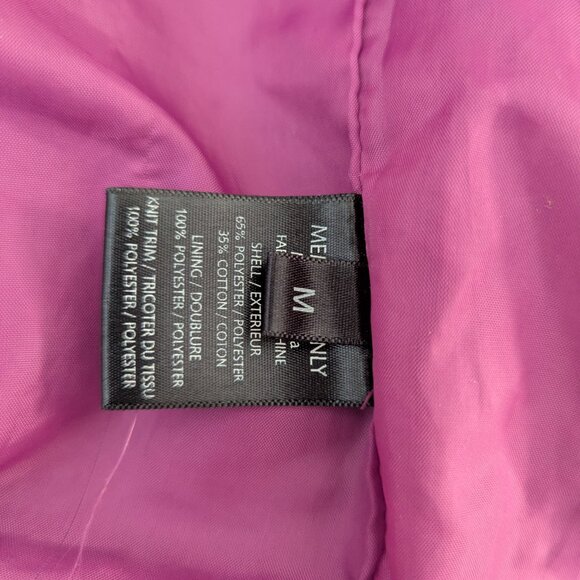 M
SHELL / EXTERIEUR
65% POLYESTER / POLYESTER
35% COTTON / COTON
LINING / DOUBLURE
100% POLYESTER / POLYESTER
KNIT TRIM / TRICOTER DU TISSU
100% POLYESTER / POLYESTER